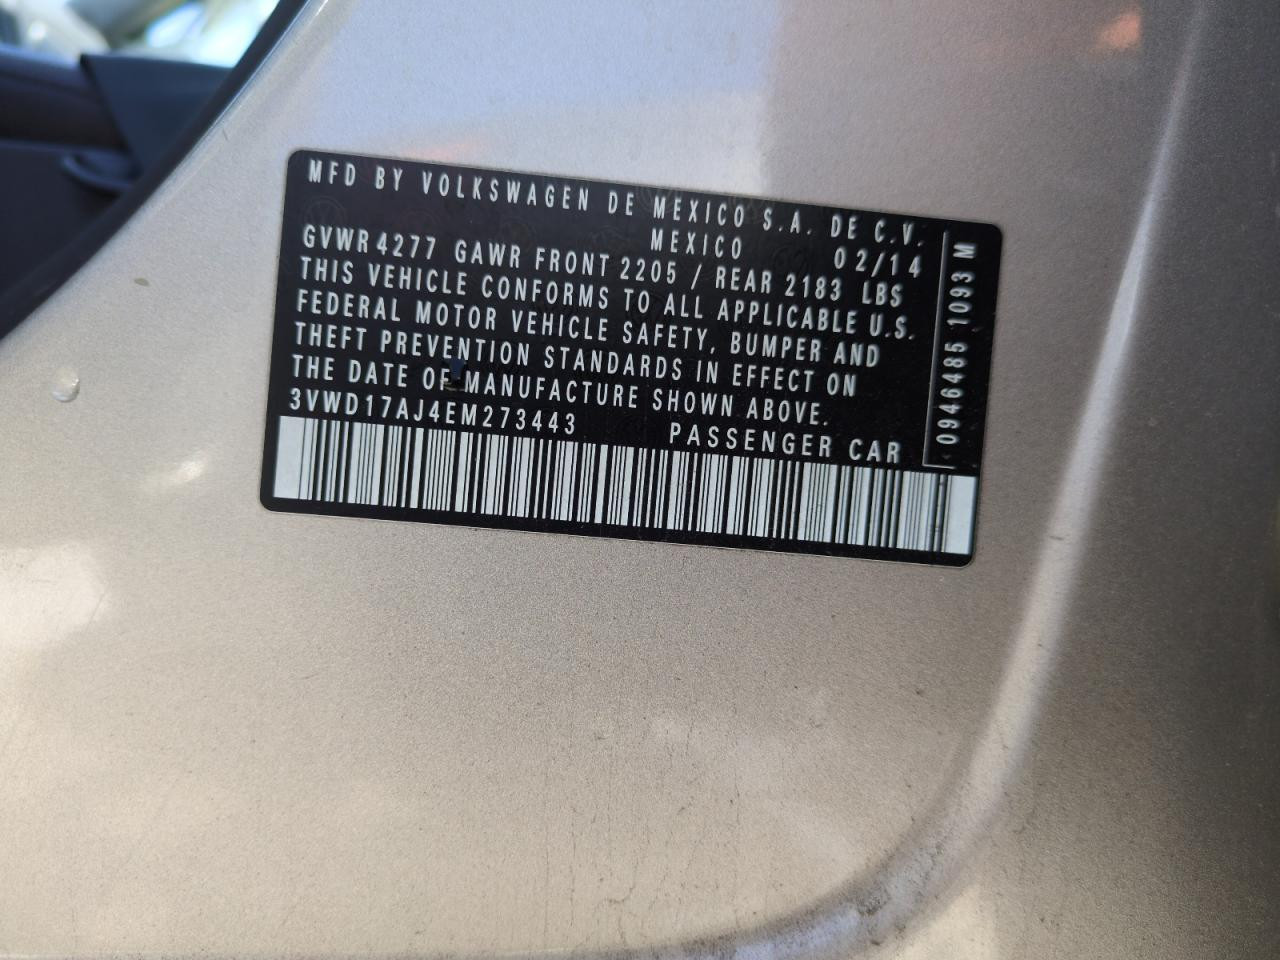 MFD BY VOLKSWAGEN DE MEXICO S.A. DE C.V.
MEXICO 02/14
GVWR 4277 GAWR FRONT 2205 / REAR 2183 LBS
THIS VEHICLE CONFORMS TO ALL APPLICABLE U.S.
FEDERAL MOTOR VEHICLE SAFETY, BUMPER AND
THEFT PREVENTION STANDARDS IN EFFECT ON
THE DATE OF MANUFACTURE SHOWN ABOVE.
3VWD17AJ4EM273443 PASSENGER CAR
0946485 1093 M